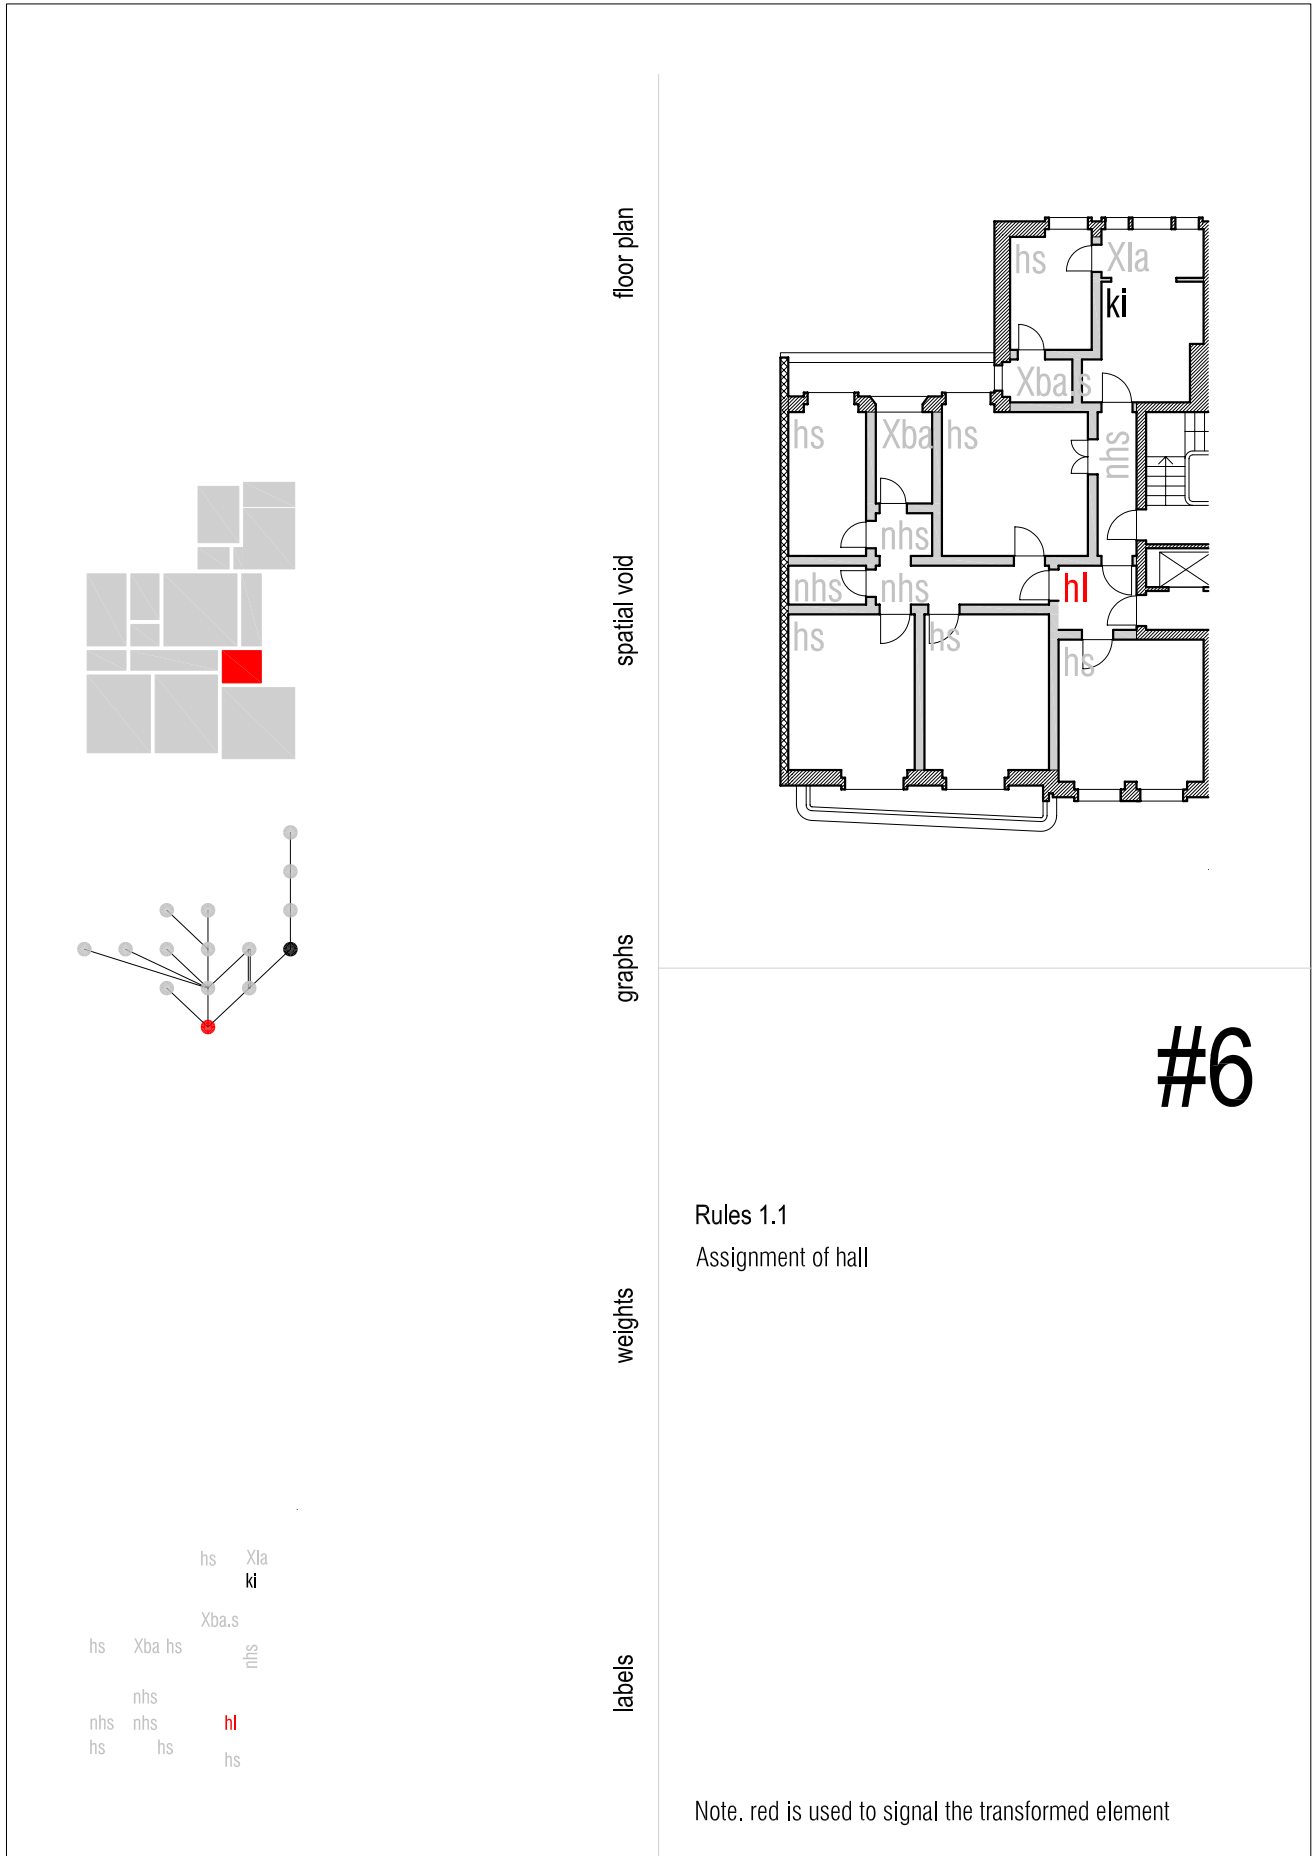 floor plan
hs
Xla
ki
Xba.s
hs
Xba
hs
nhs
nhs
nhs
nhs
hl
hs
hs
hs
spatial void
graphs
#6
Rules 1.1
Assignment of hall
weights
hs Xla
ki
Xba.s
hs Xba hs nhs
nhs
nhs nhs hl
hs hs hs
labels
Note. red is used to signal the transformed element